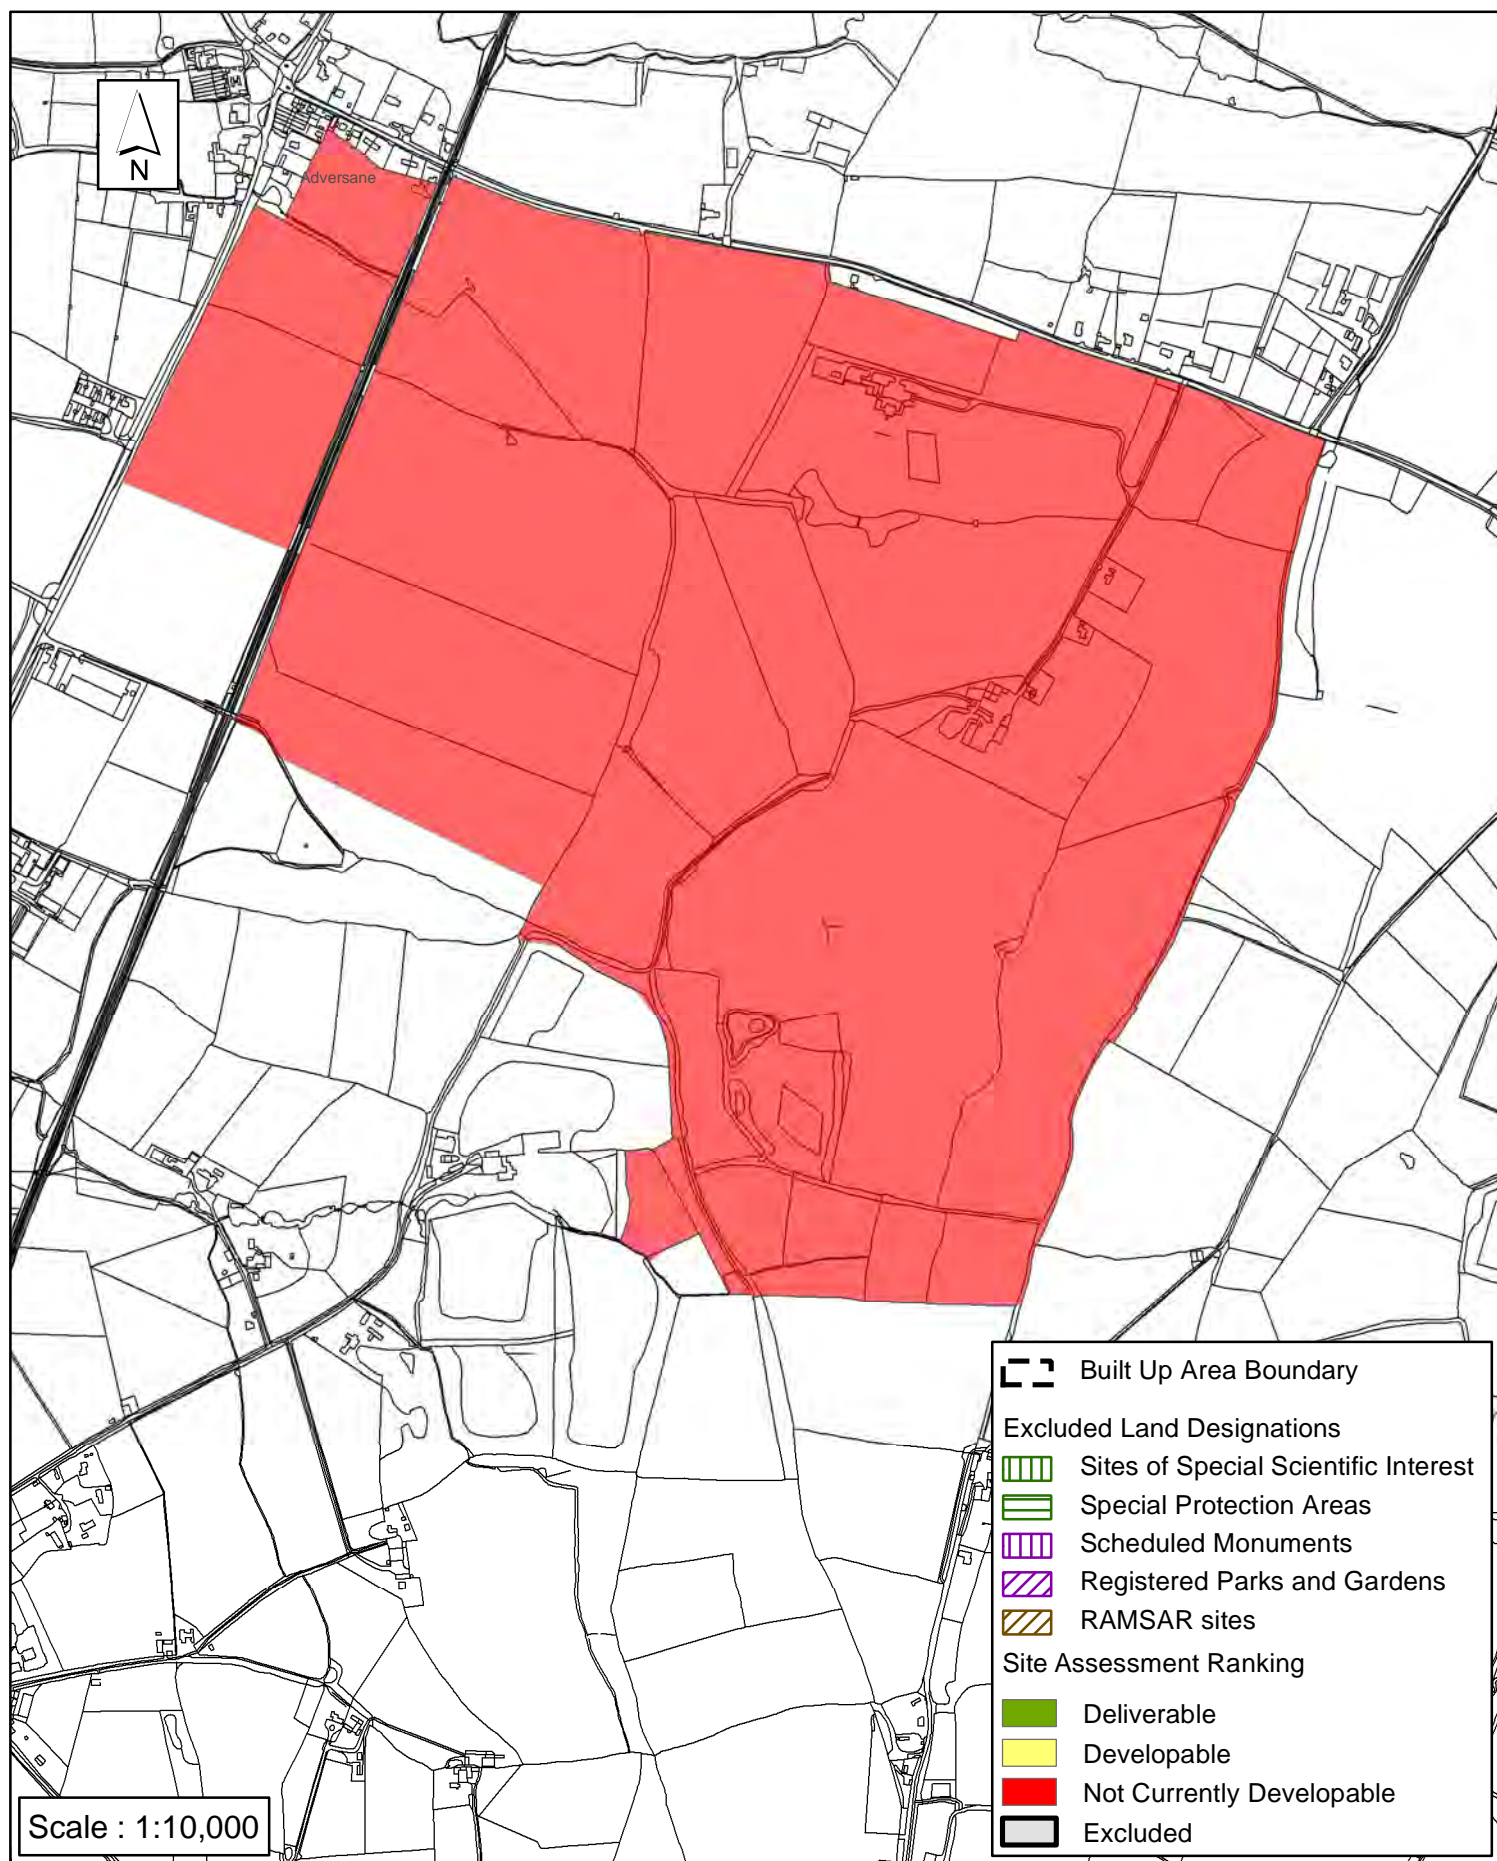 N
Adversane
Built Up Area Boundary
Excluded Land Designations
Sites of Special Scientific Interest
Special Protection Areas
Scheduled Monuments
Registered Parks and Gardens
RAMSAR sites
Site Assessment Ranking
Deliverable
Developable
Not Currently Developable
Excluded
Scale : 1:10,000